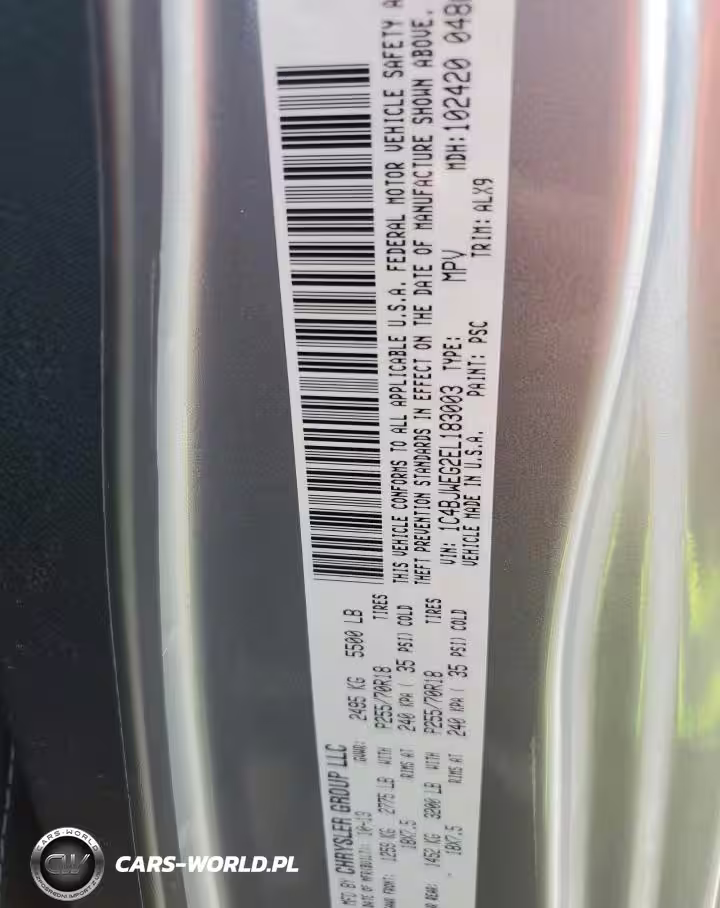 MFD BY CHRYSLER GROUP LLC
DATE OF MFR 10-13 GVWR: 2495 KG 5500 LB
FRONT: 1259 KG 2775 LB WITH P255/70R18 TIRES
18X7.5 RIMS AT 240 KPA ( 35 PSI) COLD
REAR: 1452 KG 3200 LB WITH P255/70R18 TIRES
18X7.5 RIMS AT 240 KPA ( 35 PSI) COLD
THIS VEHICLE CONFORMS TO ALL APPLICABLE U.S.A. FEDERAL MOTOR VEHICLE SAFETY A
THEFT PREVENTION STANDARDS IN EFFECT ON THE DATE OF MANUFACTURE SHOWN ABOVE.
VIN: 1C4BJWEG2EL183003 TYPE: MPV MDH:102420 048
VEHICLE MADE IN U.S.A. PAINT: PSC TRIM: ALX9
CARS-WORLD
CW
CARS-WORLD.PL